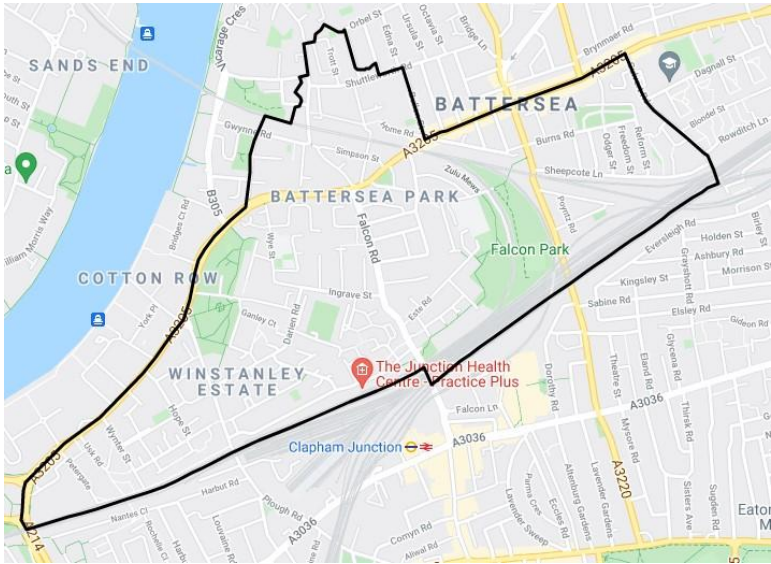 Orbel St
Octavia St
Ursula St
Edna St
Bridge Ln
Vicarage Cres
Trott St
Brynmaer Rd
SANDS END
Shuttleworth
A3205
Dagnall St
BATTERSEA
Blondel St
Gwynne Rd
Home Rd
Burns Rd
Rowditch Ln
A3205
Reform St
Freedom St
Odger St
Simpson St
Zulu Mews
Sheepcote Ln
B305
BATTERSEA PARK
Poyntz Rd
William Morris Way
Bridges Ct Rd
Wye St
Falcon Rd
Falcon Park
Eversleigh Rd
Birley St
Holden St
Ashbury Rd
COTTON ROW
Morrison St
Kingsley St
Grayshott Rd
Ingrave St
Este Rd
Sabine Rd
York Pl
Ganley Ct
Darien Rd
Elsley Rd
Gideon Rd
A3205
The Junction Health
Centre - Practice Plus
WINSTANLEY
ESTATE
Dorothy Rd
Theatre St
Eland Rd
Glycena Rd
Falcon Ln
A3036
Hope St
Thirsk Rd
Wynter St
Usk Rd
Clapham Junction
A3036
Mysore Rd
Petergate
A3205
Harbut Rd
A3220
Parma Cres
Altenburg Gardens
Lavender Gardens
Sisters Ave
Sugden Rd
Plough Rd
Eccles Rd
Lavender Sweep
Nantes Cl
A3036
A214
Rochelle Cl
Louvaine Rd
Comyn Rd
Aliwal Rd